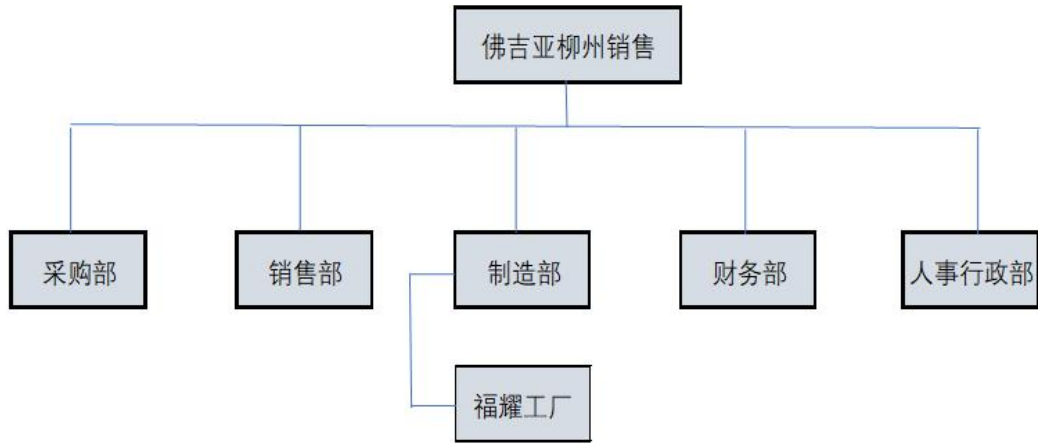 佛吉亚柳州销售
采购部
销售部
制造部
财务部
人事行政部
福耀工厂